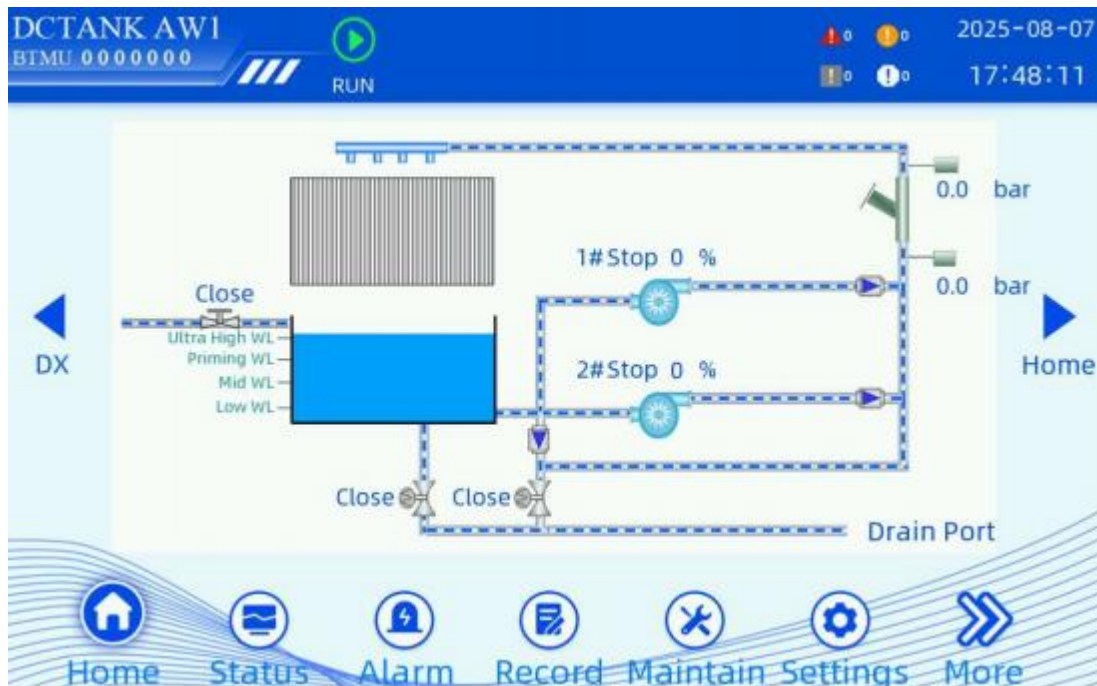 DCTANK AW1
BTMU 0000000
RUN
0 0
0 0
2025-08-07
17:48:11
0.0 bar
1#Stop 0 %
0.0 bar
Close
Ultra High WL
Priming WL
Mid WL
Low WL
DX
Home
2#Stop 0 %
Close
Close
Drain Port
Home
Status
Alarm
Record
Maintain
Settings
More